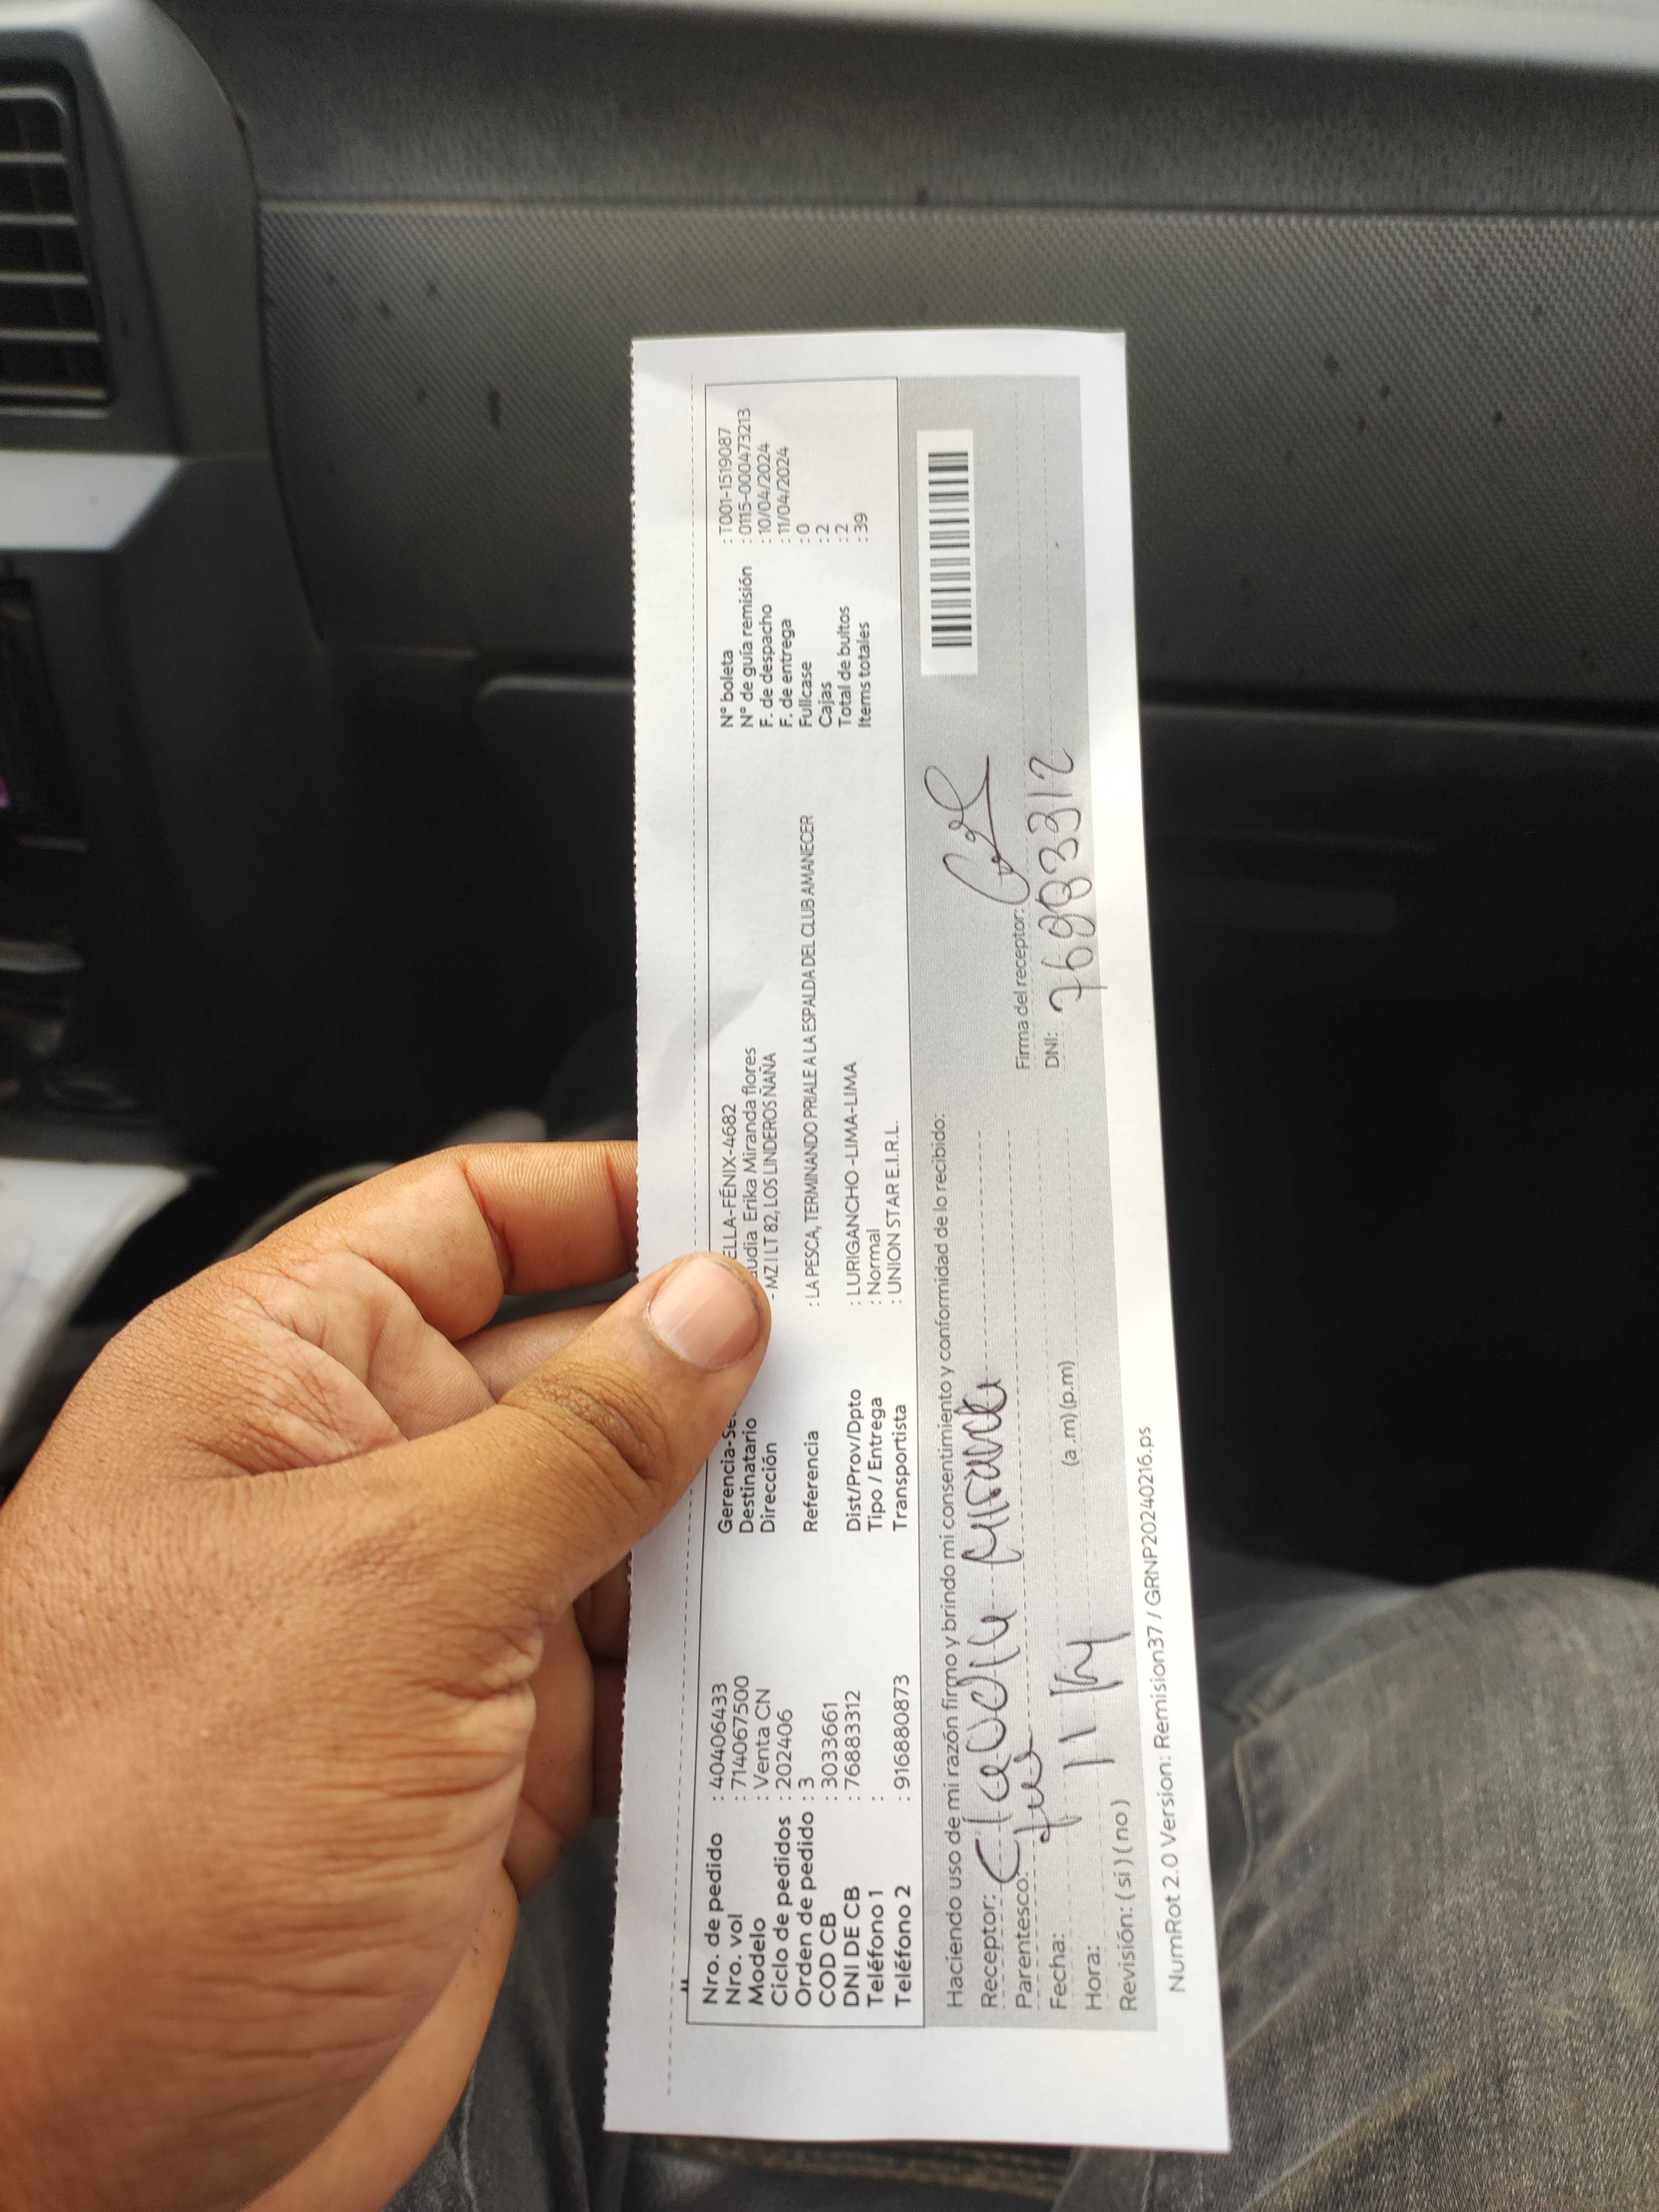 Nro. de pedido : 40406433
Nro. vol : 714067500
Modelo : Venta CN
Ciclo de pedidos : 202406
Orden de pedido : 3
COD CB : 3033661
DNI DE CB : 76883312
Teléfono 1 :
Teléfono 2 : 916880873
Gerencia-Se ELLA-FÉNIX-4682
Destinatario udia Erika Miranda flores
Dirección - MZ I LT 82, LOS LINDEROS ÑAÑA
Referencia : LA PESCA, TERMINANDO PRIALE A LA ESPALDA DEL CLUB AMANECER
Dist/Prov/Dpto : LURIGANCHO -LIMA-LIMA
Tipo / Entrega : Normal
Transportista : UNION STAR E.I.R.L.
N° boleta : T001-1519087
N° de guía remisión : 0115-000473213
F. de despacho : 10/04/2024
F. de entrega : 11/04/2024
Fullcase : 0
Cajas : 2
Total de bultos : 2
Items totales : 39
Haciendo uso de mi razón firmo y brindo mi consentimiento y conformidad de lo recibido:
Receptor: Claudia Miranda
Parentesco:
Fecha: 11
Hora: (a .m) (p.m)
Revisión: ( si ) ( no )
Firma del receptor:
DNI: 76883312
NumRot 2.0 Version: Remision37 / GRNP20240216.ps